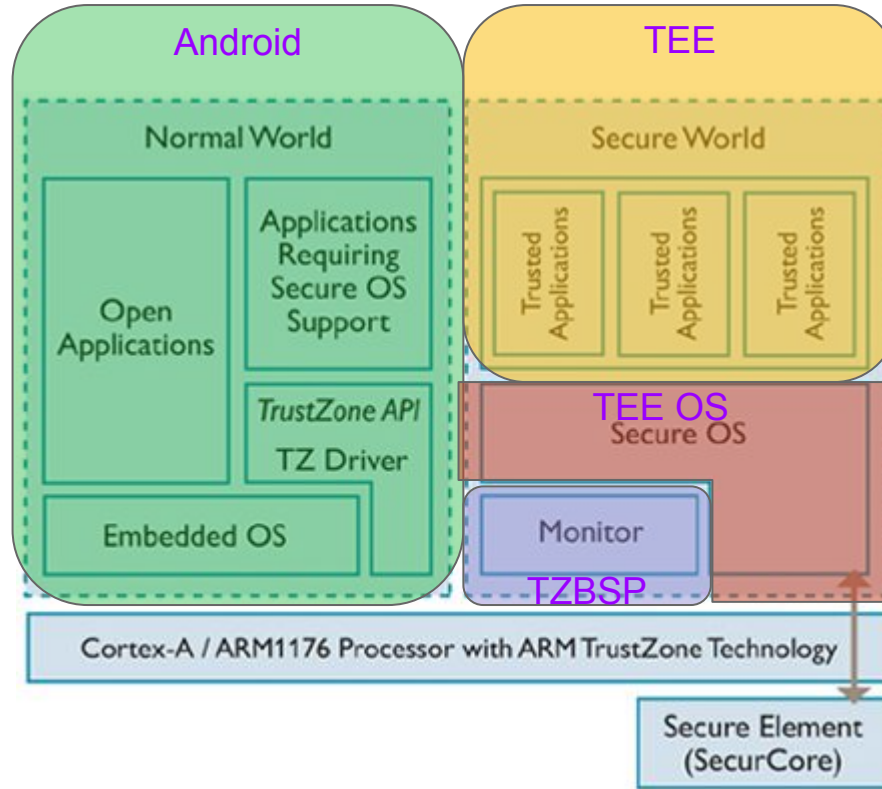 Android
TEE
Normal World
Secure World
Open
Applications
Applications
Requiring
Secure OS
Support
Trusted
Applications
Trusted
Applications
Trusted
Applications
TrustZone API
TZ Driver
TEE OS
Secure OS
Embedded OS
Monitor
TZBSP
Cortex-A / ARM1176 Processor with ARM TrustZone Technology
Secure Element
(SecurCore)